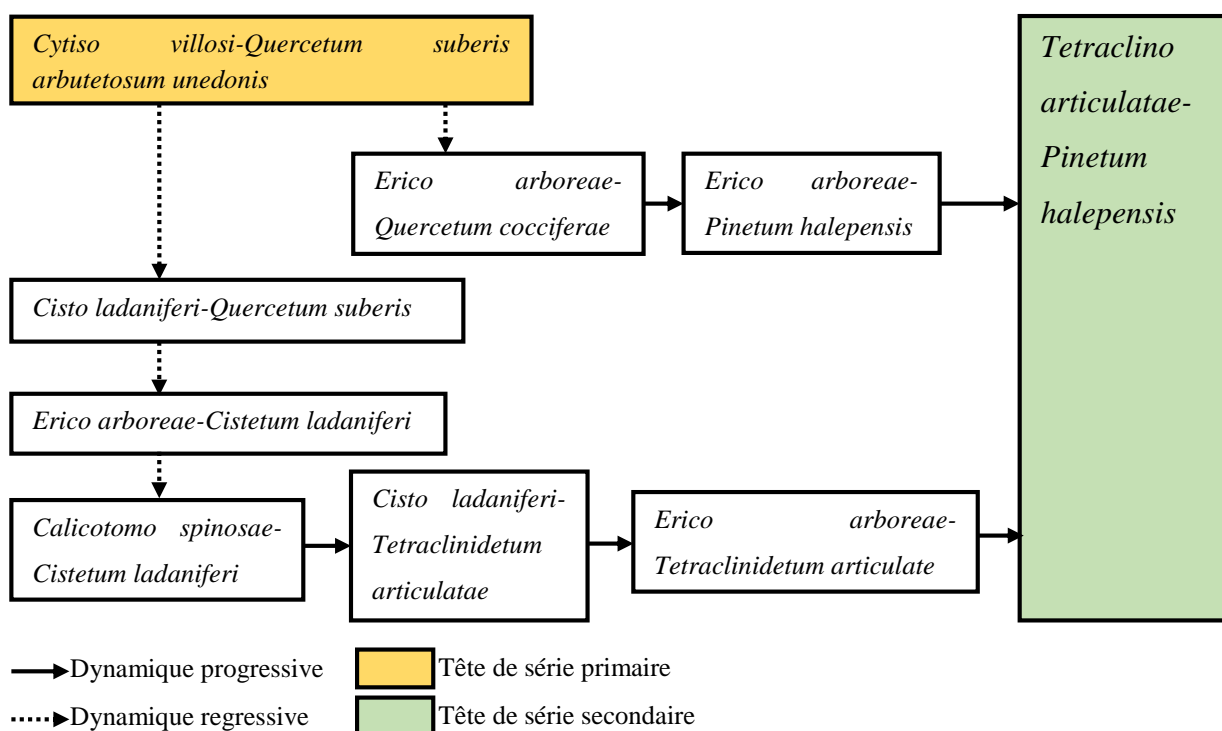 Cytiso villosi-Quercetum suberis
arbutetosum unedonis
Tetraclino
articulatae-
Pinetum
halepensis
Erico arboreae-
Quercetum cocciferae
Erico arboreae-
Pinetum halepensis
Cisto ladaniferi-Quercetum suberis
Erico arboreae-Cistetum ladaniferi
Calicotomo spinosae-
Cistetum ladaniferi
Cisto ladaniferi-
Tetraclinidetum
articulatae
Erico arboreae-
Tetraclinidetum articulate
Dynamique progressive
Tête de série primaire
Dynamique regressive
Tête de série secondaire